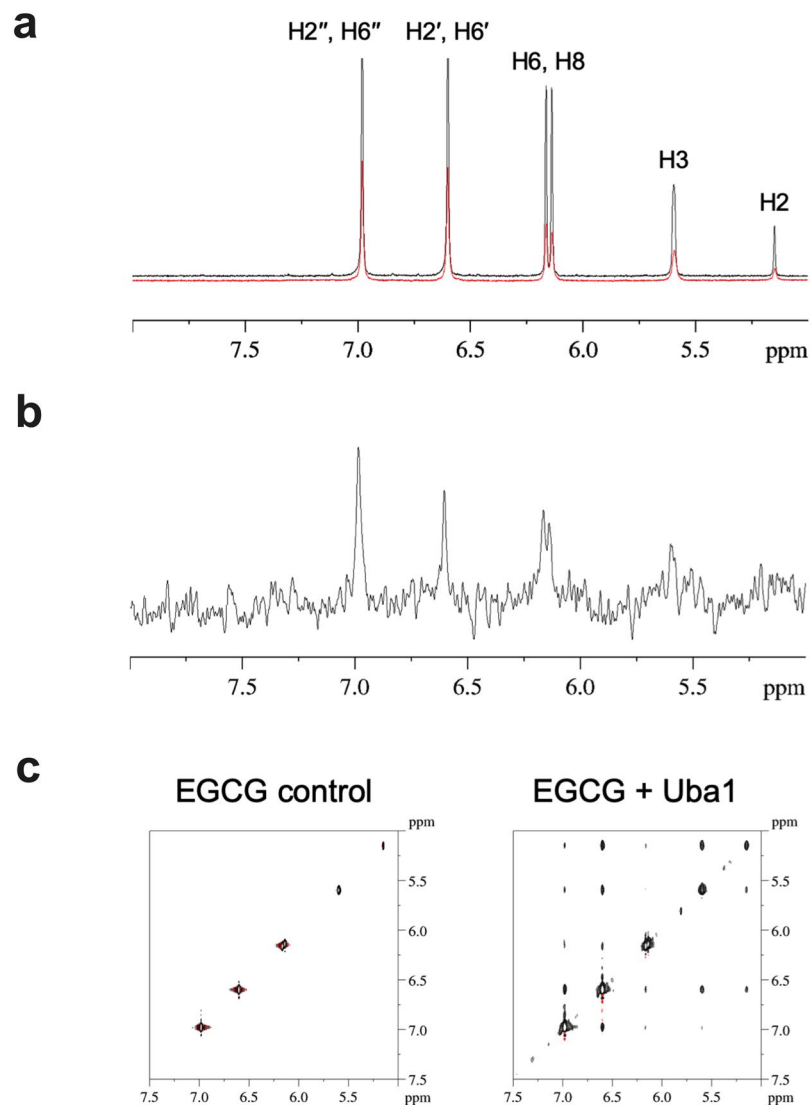 a
H2″, H6″ H2′, H6′
H6, H8
H3
H2
7.5 7.0 6.5 6.0 5.5 ppm
b
7.5 7.0 6.5 6.0 5.5 ppm
c
EGCG control EGCG + Uba1
ppm ppm
5.5 5.5
6.0 6.0
6.5 6.5
7.0 7.0
7.5 7.5
7.5 7.0 6.5 6.0 5.5 7.5 7.0 6.5 6.0 5.5
ppm ppm